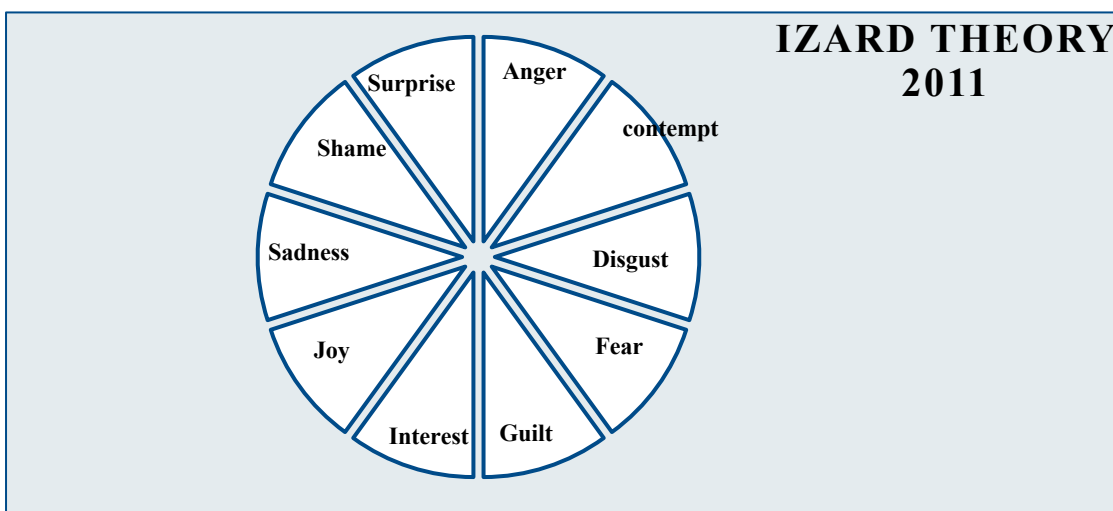 IZARD THEORY
2011
Anger
contempt
Disgust
Fear
Guilt
Interest
Joy
Sadness
Shame
Surprise